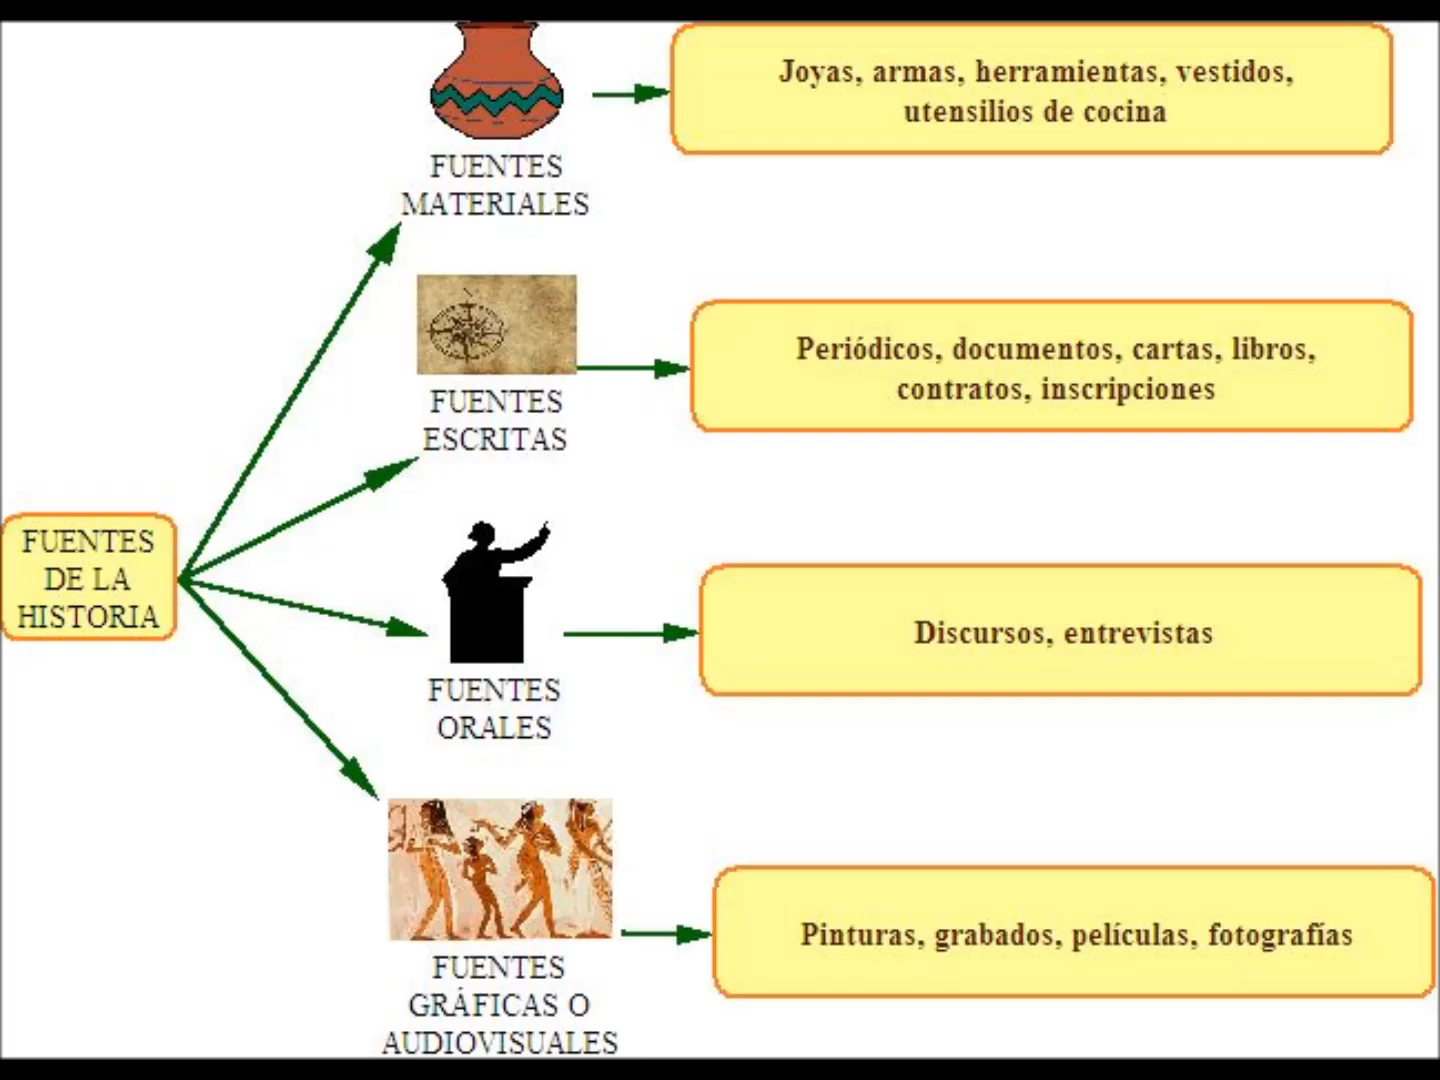 Joyas, armas, herramientas, vestidos,
utensilios de cocina
FUENTES
MATERIALES
Periódicos, documentos, cartas, libros,
contratos, inscripciones
FUENTES
ESCRITAS
FUENTES
DE LA
HISTORIA
Discursos, entrevistas
FUENTES
ORALES
Pinturas, grabados, películas, fotografías
FUENTES
GRÁFICAS O
AUDIOVISUALES